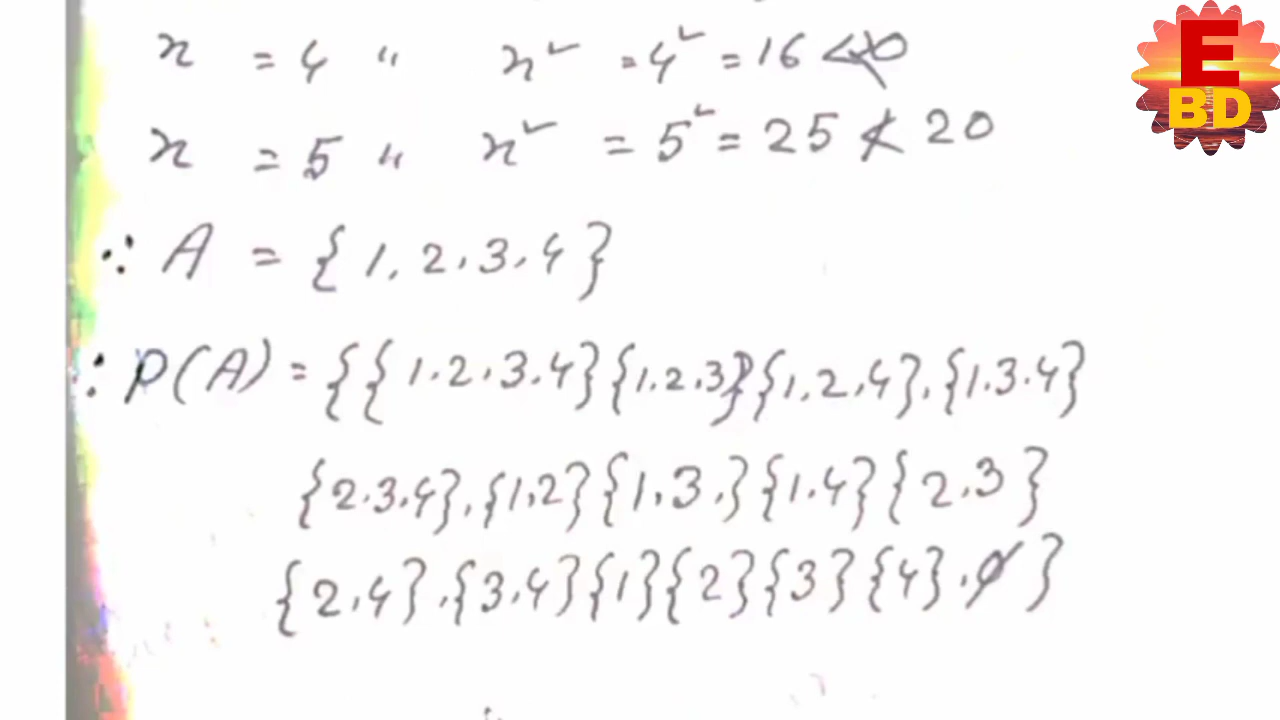 x = 4 " x² = 4² = 16 <
E
BD
x = 5 " x² = 5² = 25 ≮ 20
∴ A = {1, 2, 3, 4}
∴ P(A) = {{1.2.3.4}{1,2,3}{1,2,4}.{1.3.4}
{2.3.4}.{1,2}{1,3.}{1.4}{2.3}
{2.4}.{3.4}{1}{2}{3}{4}.φ}